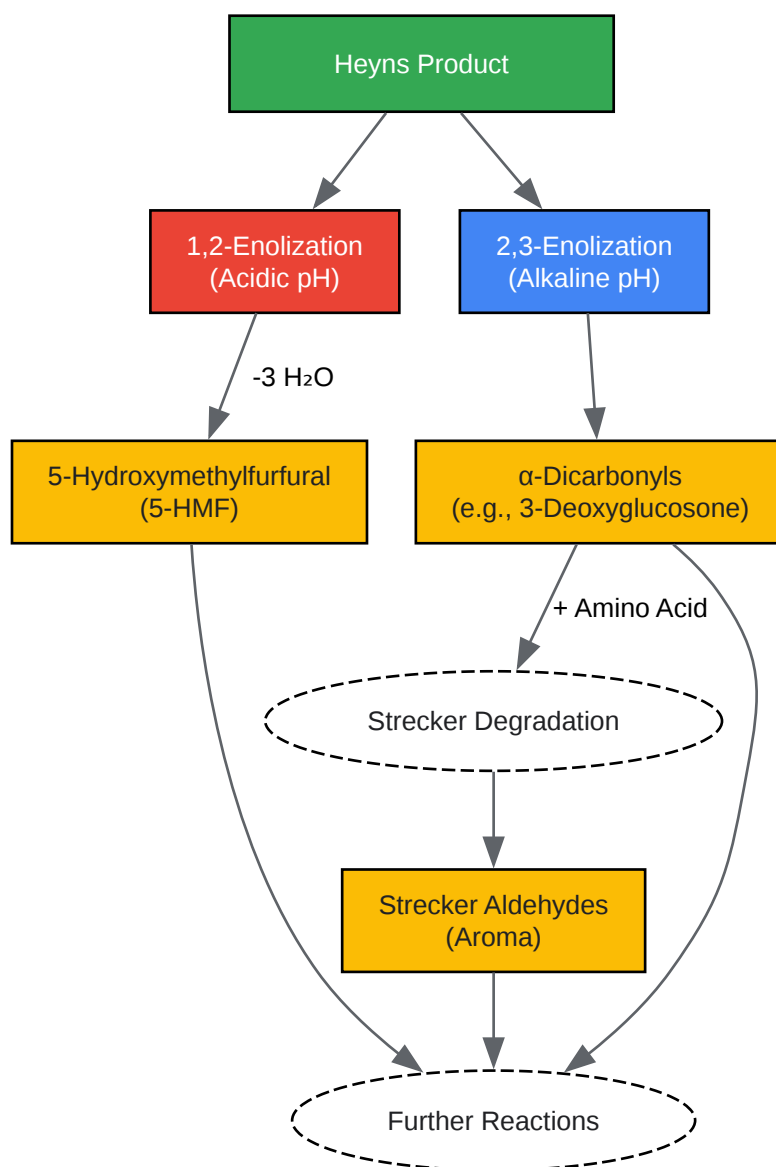 Heyns Product
1,2-Enolization
(Acidic pH)
2,3-Enolization
(Alkaline pH)
-3 H₂O
5-Hydroxymethylfurfural
(5-HMF)
α-Dicarbonyls
(e.g., 3-Deoxyglucosone)
+ Amino Acid
Strecker Degradation
Strecker Aldehydes
(Aroma)
Further Reactions